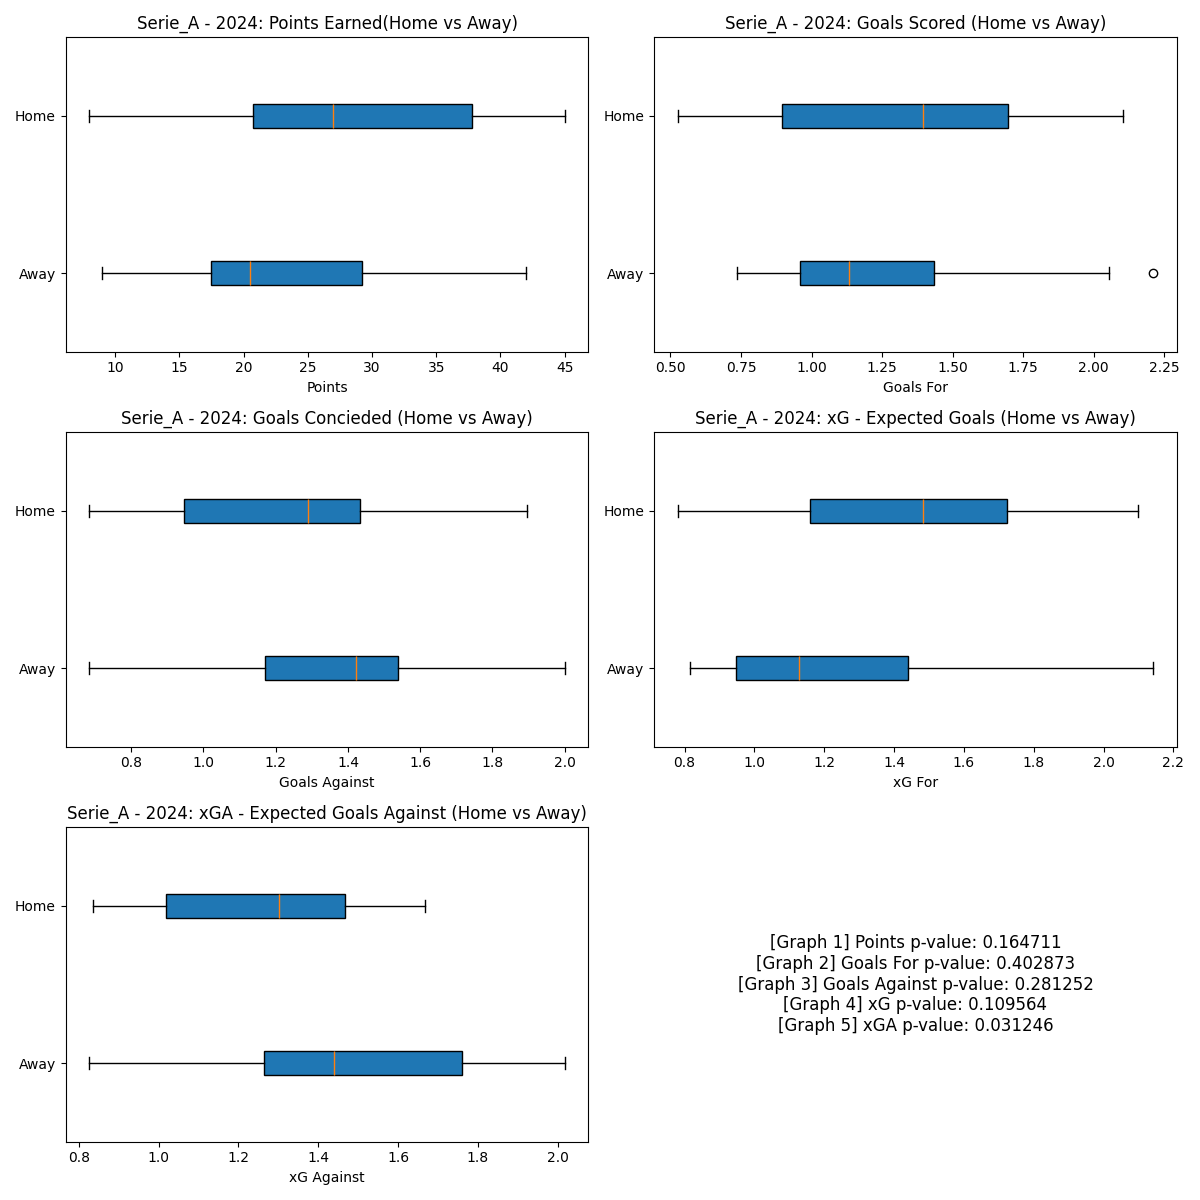 Serie_A - 2024: Points Earned(Home vs Away)
Home
Away
10 15 20 25 30 35 40 45
Points
Serie_A - 2024: Goals Scored (Home vs Away)
Home
Away
0.50 0.75 1.00 1.25 1.50 1.75 2.00 2.25
Goals For
Serie_A - 2024: Goals Concieded (Home vs Away)
Home
Away
0.8 1.0 1.2 1.4 1.6 1.8 2.0
Goals Against
Serie_A - 2024: xG - Expected Goals (Home vs Away)
Home
Away
0.8 1.0 1.2 1.4 1.6 1.8 2.0 2.2
xG For
Serie_A - 2024: xGA - Expected Goals Against (Home vs Away)
Home
Away
0.8 1.0 1.2 1.4 1.6 1.8 2.0
xG Against
[Graph 1] Points p-value: 0.164711
[Graph 2] Goals For p-value: 0.402873
[Graph 3] Goals Against p-value: 0.281252
[Graph 4] xG p-value: 0.109564
[Graph 5] xGA p-value: 0.031246